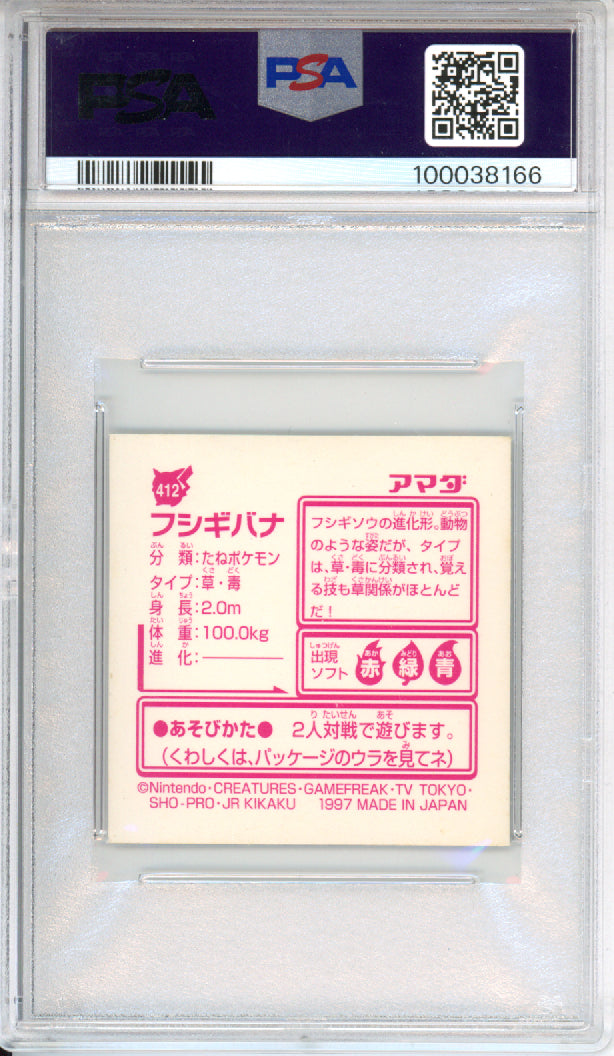 PSA
PSA
100038166
412
アマダ
フシギバナ
分類：たねポケモン
タイプ：草・毒
身長：2.0m
体重：100.0kg
進化：―――――
フシギソウの進化形。動物
のような姿だが、タイプ
は、草・毒に分類され、覚え
る技も草関係がほとんど
だ！
出現
ソフト
赤 緑 青
●あそびかた● 2人対戦で遊びます。
(くわしくは、パッケージのウラを見てネ)
©Nintendo・CREATURES・GAMEFREAK・TV TOKYO・
SHO-PRO・JR KIKAKU 1997 MADE IN JAPAN